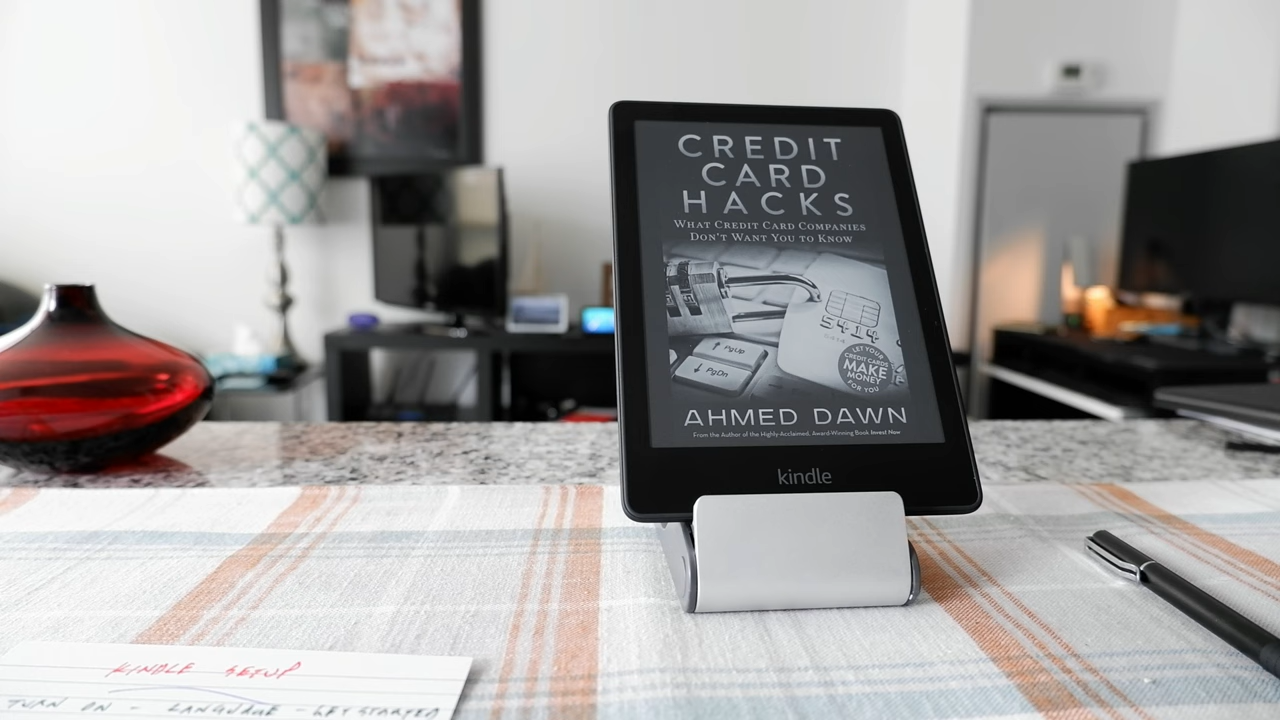 CREDIT
CARD
HACKS
WHAT CREDIT CARD COMPANIES
DON'T WANT YOU TO KNOW
5414
5414
↑ PgUp
↓ PgDn
LET YOUR
CREDIT CARDS
MAKE
MONEY
FOR YOU
AHMED DAWN
From the Author of the Highly-Acclaimed, Award-Winning Book Invest Now
kindle
KINDLE SETUP
TURN ON - LANGUAGE - GET STARTED